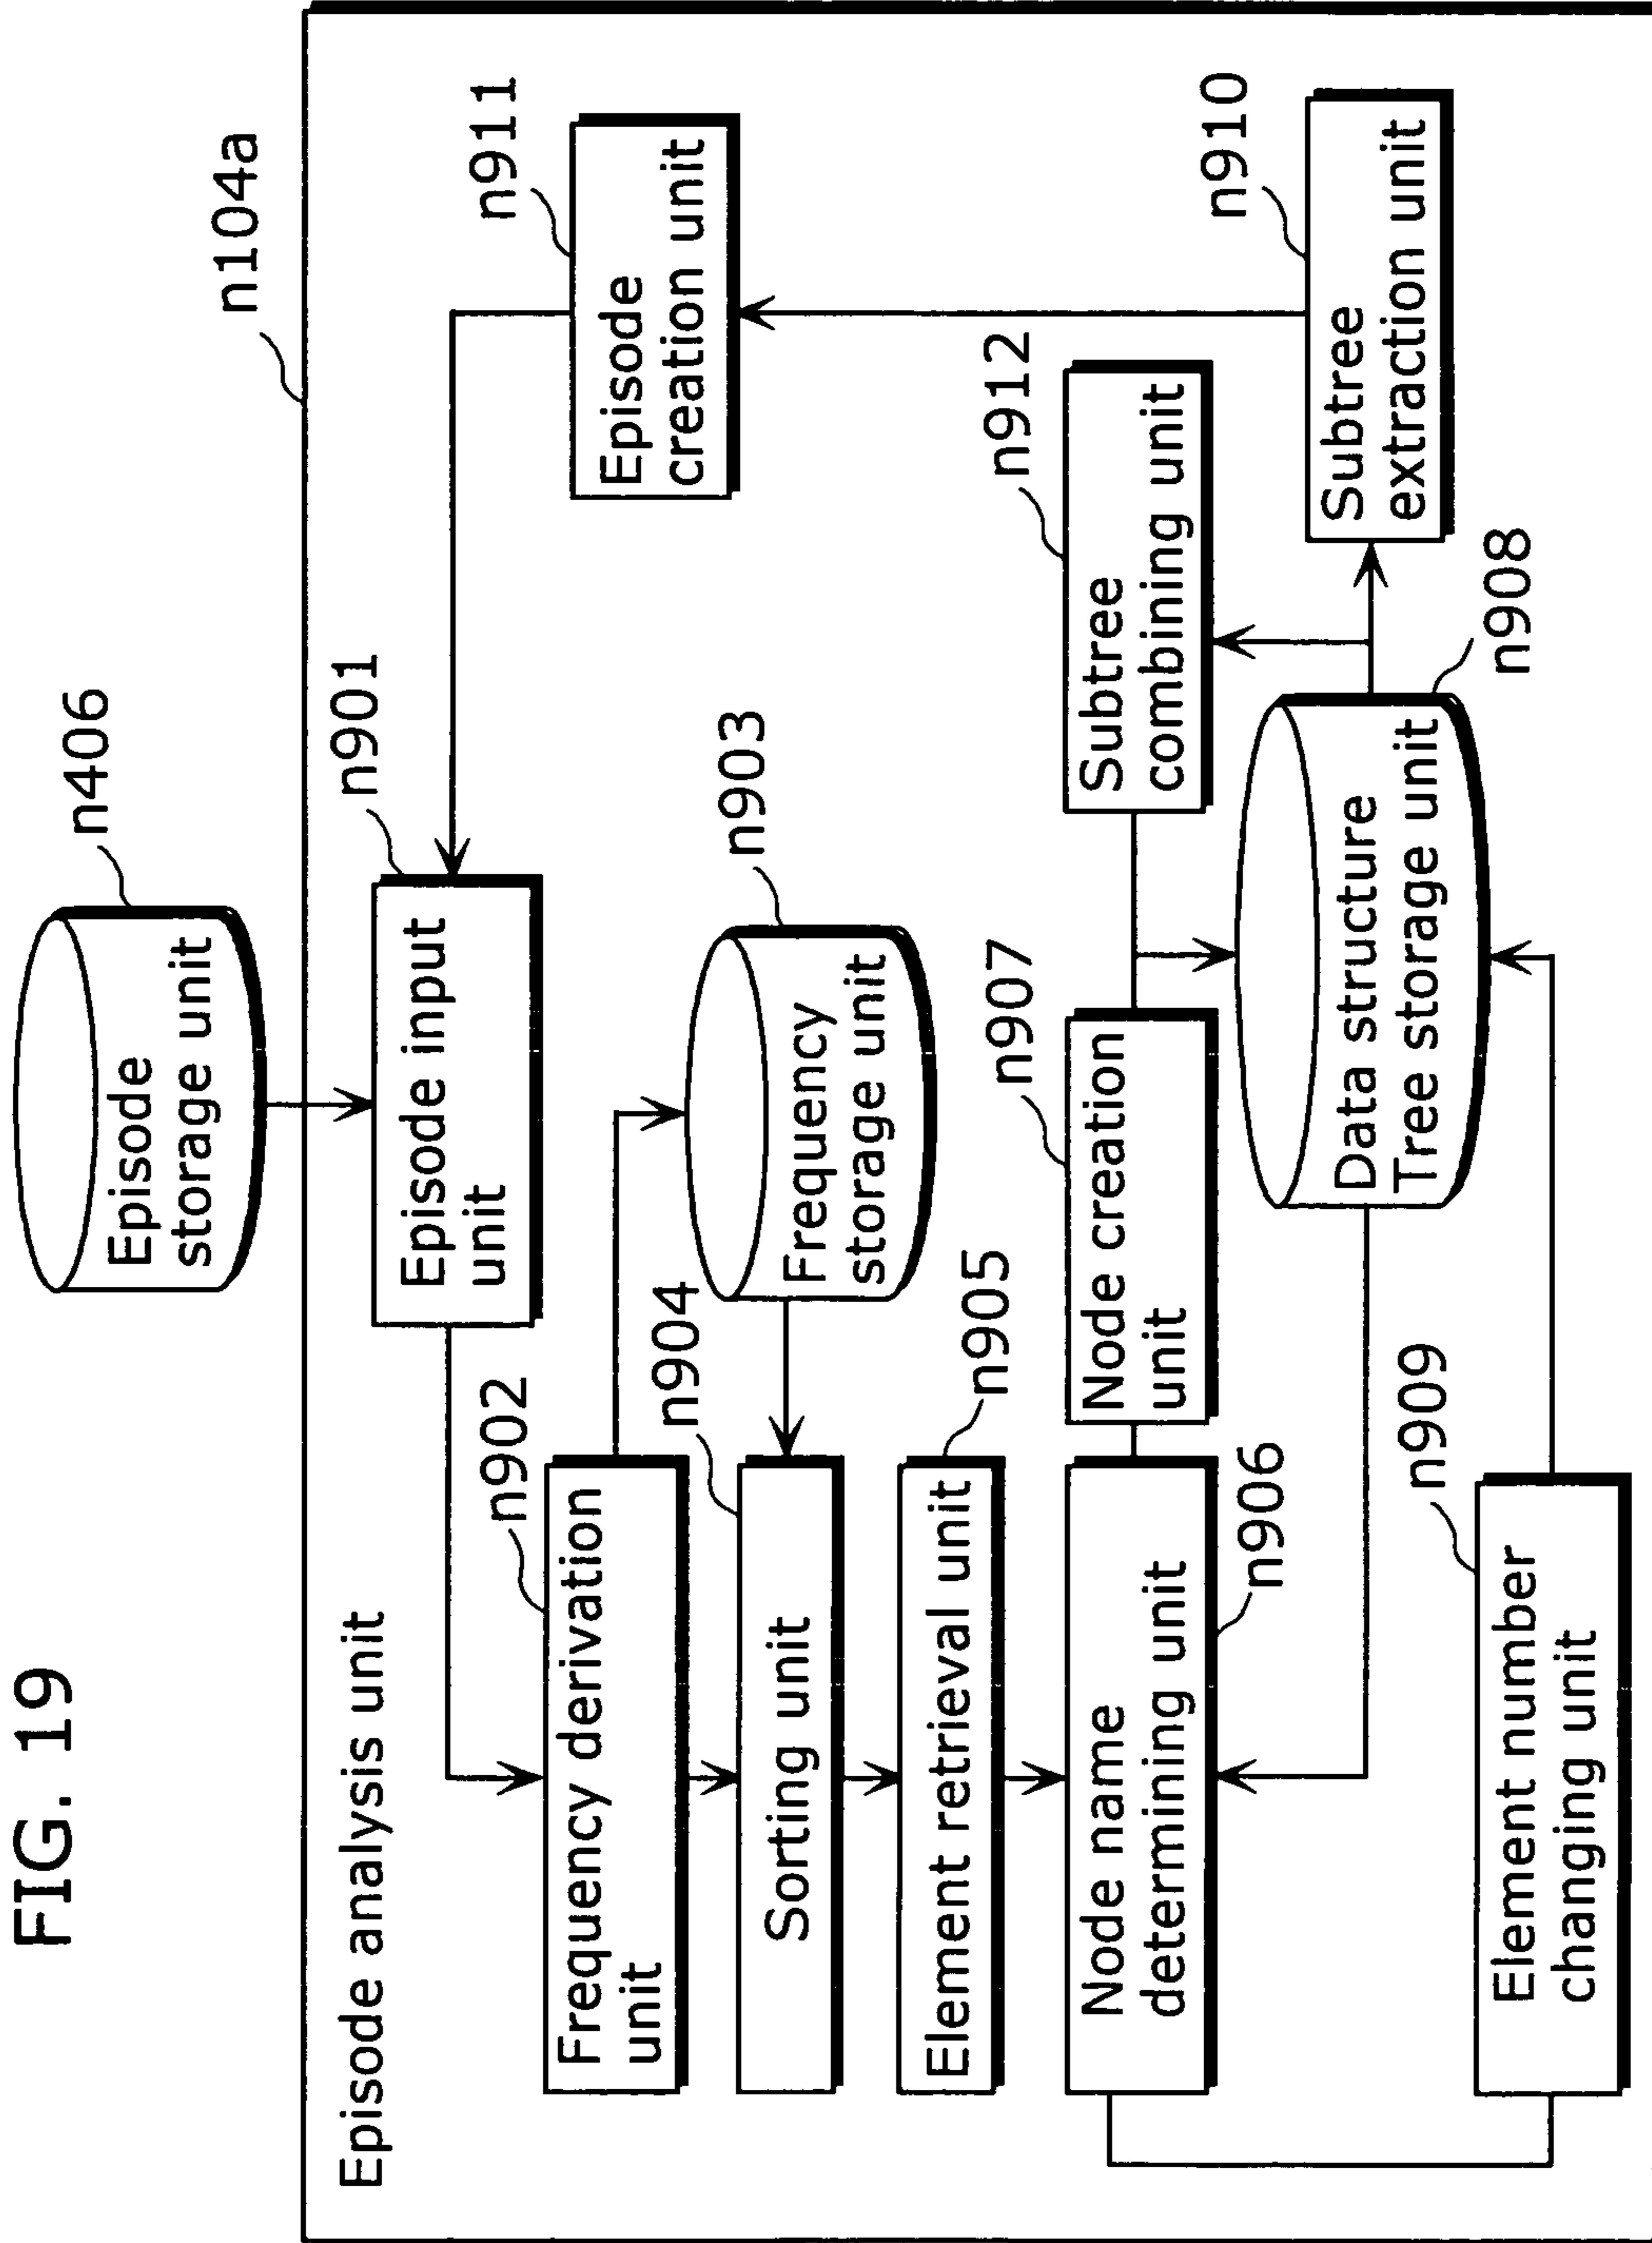 FIG. 19
n406
Episode
storage unit
n104a
Episode analysis unit
n901
Episode input
unit
n911
Episode
creation unit
n902
Frequency derivation
unit
n903
Frequency
storage unit
n904
Sorting unit
n905
Element retrieval unit
n906
Node name
determining unit
n907
Node creation
unit
n912
Subtree
combining unit
n908
Data structure
Tree storage unit
n910
Subtree
extraction unit
n909
Element number
changing unit